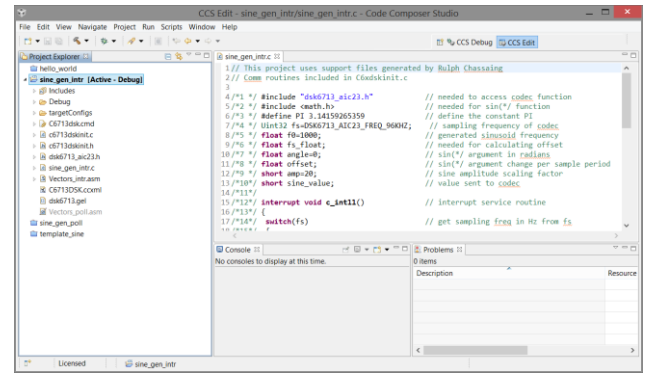 CCS Edit - sine_gen_intr/sine_gen_intr.c - Code Composer Studio
File Edit View Navigate Project Run Scripts Window Help
CCS Debug CCS Edit
Project Explorer
hello_world
sine_gen_intr [Active - Debug]
Includes
Debug
targetConfigs
C6713dsk.cmd
c6713dskinit.c
c6713dskinit.h
dsk6713_aic23.h
sine_gen_intr.c
Vectors_intr.asm
C6713DSK.ccxml
dsk6713.gel
Vectors_poll.asm
sine_gen_poll
template_sine
sine_gen_intr.c
1 // This project uses support files generated by Rulph Chassaing
2 // Comm routines included in C6xdskinit.c
3
4 /*1 */ #include "dsk6713_aic23.h" // needed to access codec function
5 /*2 */ #include <math.h> // needed for sin(*/ function
6 /*3 */ #define PI 3.14159265359 // define the constant PI
7 /*4 */ Uint32 fs=DSK6713_AIC23_FREQ_96KHZ; // sampling frequency of codec
8 /*5 */ float f0=1000; // generated sinusoid frequency
9 /*6 */ float fs_float; // needed for calculating offset
10 /*7 */ float angle=0; // sin(*/ argument in radians
11 /*8 */ float offset; // sin(*/ argument change per sample period
12 /*9 */ short amp=20; // sine amplitude scaling factor
13 /*10*/ short sine_value; // value sent to codec
14 /*11*/
15 /*12*/ interrupt void c_int11() // interrupt service routine
16 /*13*/ {
17 /*14*/ switch(fs) // get sampling freq in Hz from fs
Console
No consoles to display at this time.
Problems
0 items
Description Resource
Licensed sine_gen_intr